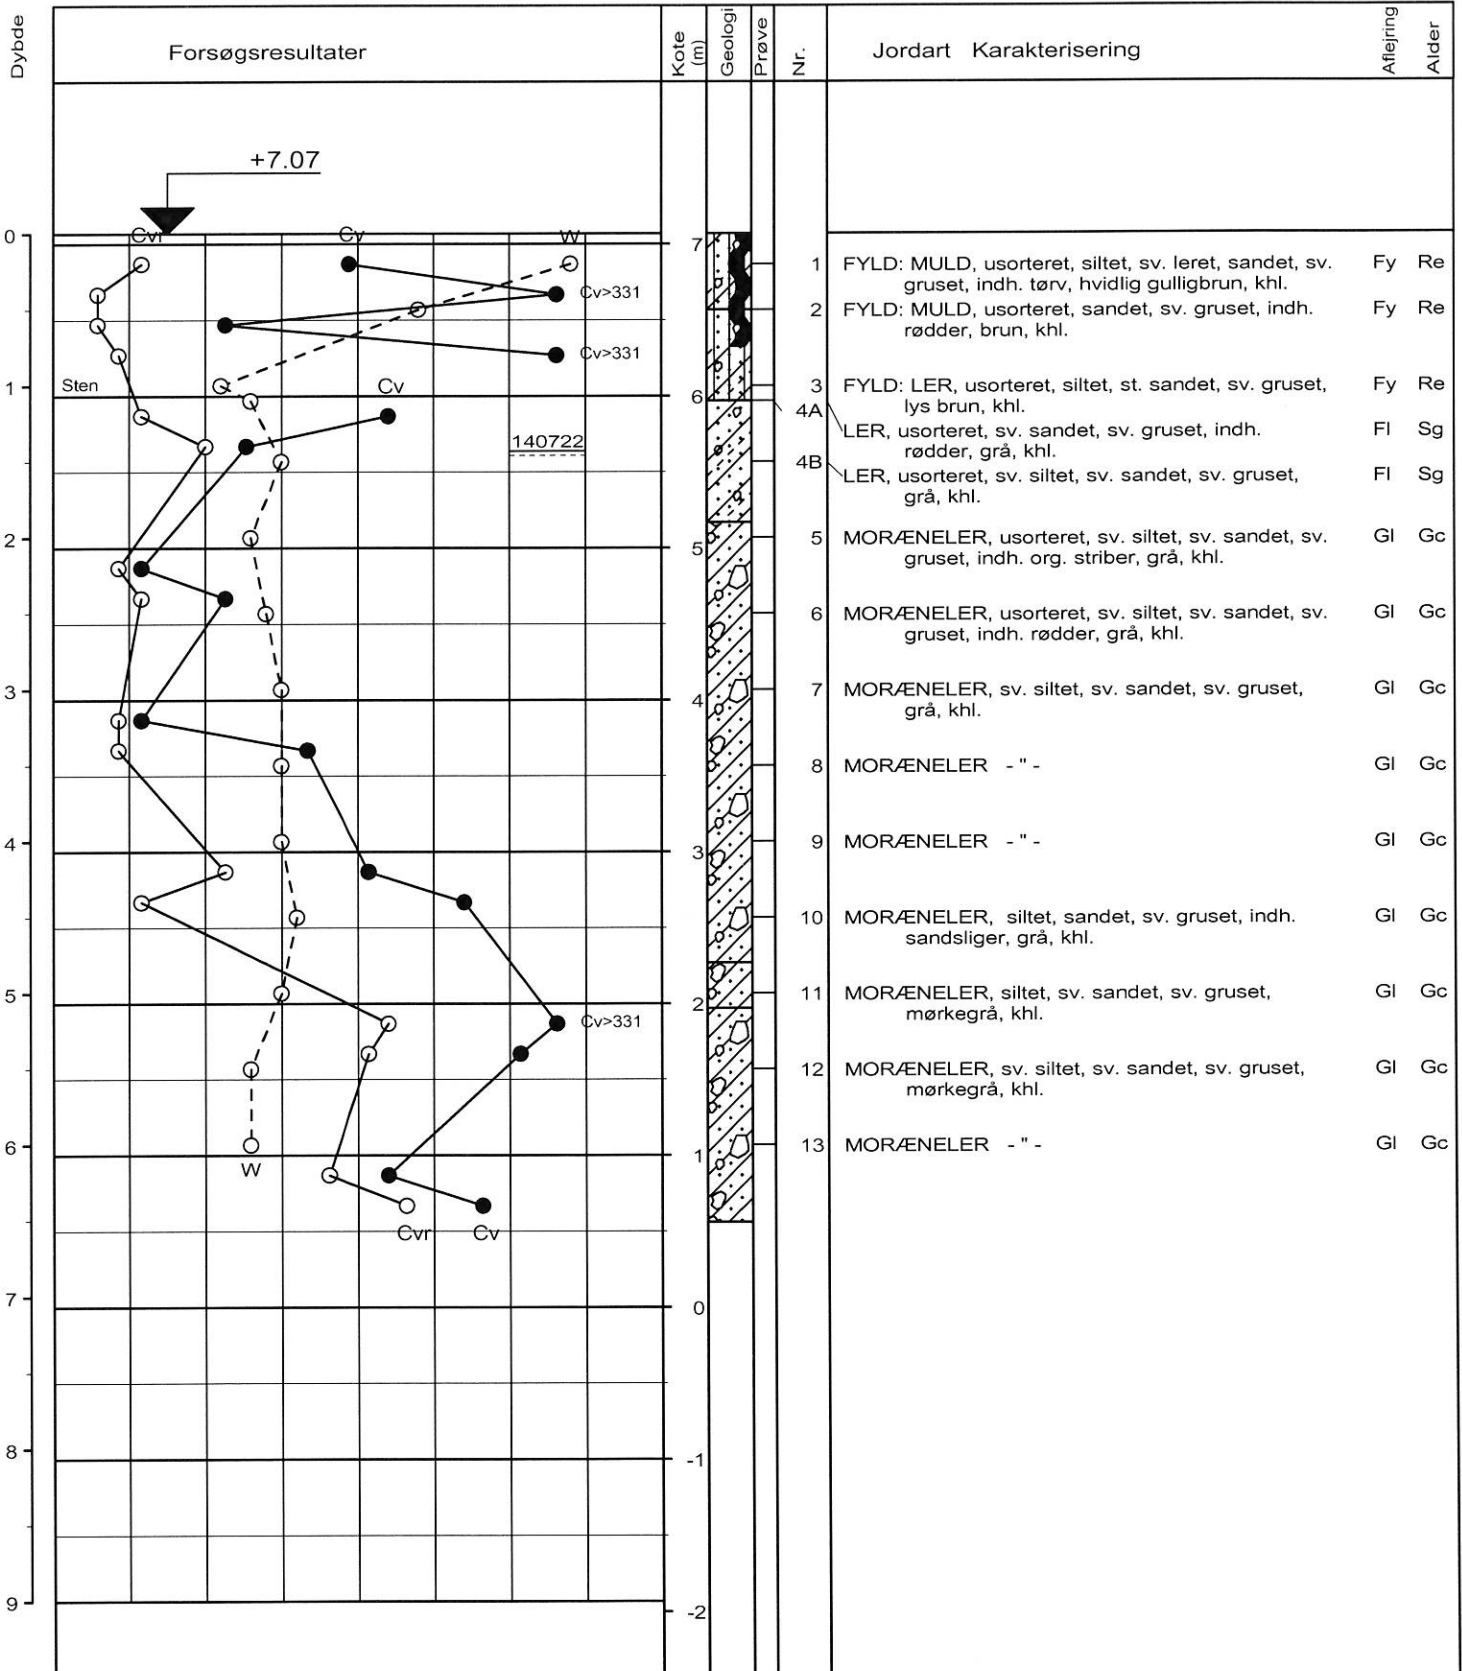 Dybde
Forsøgsresultater
Kote (m)
Geologi
Prøve
Nr.
Jordart Karakterisering
Aflejring
Alder
+7.07
0
Cvr
Cv
W
7
1 FYLD: MULD, usorteret, siltet, sv. leret, sandet, sv. Fy Re
gruset, indh. tørv, hvidlig gulligbrun, khl.
Cv>331
2 FYLD: MULD, usorteret, sandet, sv. gruset, indh. Fy Re
rødder, brun, khl.
Cv>331
1
Sten
Cv
6
3 FYLD: LER, usorteret, siltet, st. sandet, sv. gruset, Fy Re
lys brun, khl.
4A
LER, usorteret, sv. sandet, sv. gruset, indh. Fl Sg
rødder, grå, khl.
140722
4B
LER, usorteret, sv. siltet, sv. sandet, sv. gruset, Fl Sg
grå, khl.
2
5
5 MORÆNELER, usorteret, sv. siltet, sv. sandet, sv. Gl Gc
gruset, indh. org. striber, grå, khl.
6 MORÆNELER, usorteret, sv. siltet, sv. sandet, sv. Gl Gc
gruset, indh. rødder, grå, khl.
3
4
7 MORÆNELER, sv. siltet, sv. sandet, sv. gruset, Gl Gc
grå, khl.
8 MORÆNELER - " - Gl Gc
4
3
9 MORÆNELER - " - Gl Gc
10 MORÆNELER, siltet, sandet, sv. gruset, indh. Gl Gc
sandsliger, grå, khl.
5
2
11 MORÆNELER, siltet, sv. sandet, sv. gruset, Gl Gc
mørkegrå, khl.
Cv>331
12 MORÆNELER, sv. siltet, sv. sandet, sv. gruset, Gl Gc
mørkegrå, khl.
6
1
13 MORÆNELER - " - Gl Gc
W
Cvr
Cv
7
0
8
-1
9
-2